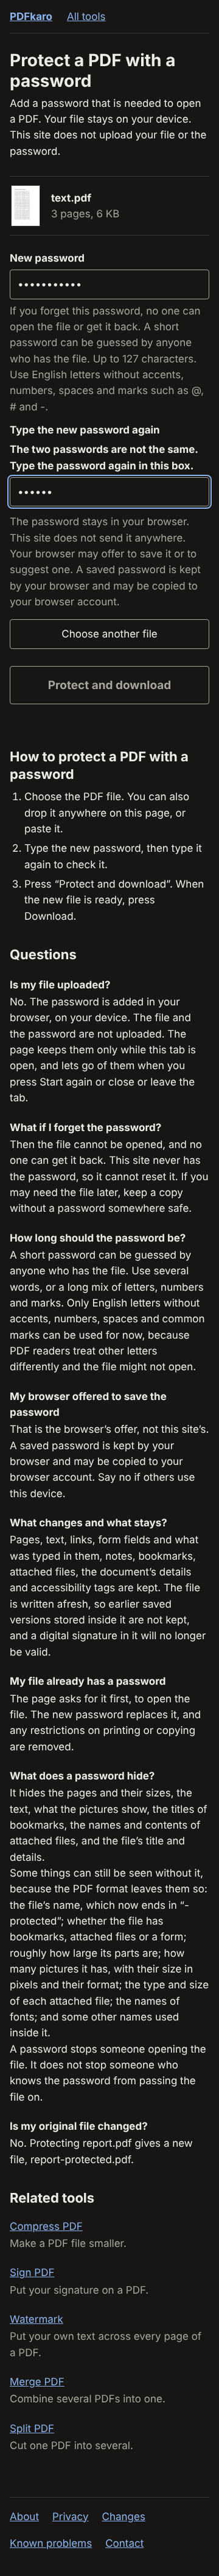 PDFkaro All tools
Protect a PDF with a
password
Add a password that is needed to open
a PDF. Your file stays on your device.
This site does not upload your file or the
password.
text.pdf
3 pages, 6 KB
New password
•••••••••••
If you forget this password, no one can
open the file or get it back. A short
password can be guessed by anyone
who has the file. Up to 127 characters.
Use English letters without accents,
numbers, spaces and marks such as @,
# and -.
Type the new password again
The two passwords are not the same.
Type the password again in this box.
••••••
The password stays in your browser.
This site does not send it anywhere.
Your browser may offer to save it or to
suggest one. A saved password is kept
by your browser and may be copied to
your browser account.
Choose another file
Protect and download
How to protect a PDF with a
password
1. Choose the PDF file. You can also
drop it anywhere on this page, or
paste it.
2. Type the new password, then type it
again to check it.
3. Press “Protect and download”. When
the new file is ready, press
Download.
Questions
Is my file uploaded?
No. The password is added in your
browser, on your device. The file and
the password are not uploaded. The
page keeps them only while this tab is
open, and lets go of them when you
press Start again or close or leave the
tab.
What if I forget the password?
Then the file cannot be opened, and no
one can get it back. This site never has
the password, so it cannot reset it. If you
may need the file later, keep a copy
without a password somewhere safe.
How long should the password be?
A short password can be guessed by
anyone who has the file. Use several
words, or a long mix of letters, numbers
and marks. Only English letters without
accents, numbers, spaces and common
marks can be used for now, because
PDF readers treat other letters
differently and the file might not open.
My browser offered to save the
password
That is the browser’s offer, not this site’s.
A saved password is kept by your
browser and may be copied to your
browser account. Say no if others use
this device.
What changes and what stays?
Pages, text, links, form fields and what
was typed in them, notes, bookmarks,
attached files, the document’s details
and accessibility tags are kept. The file
is written afresh, so earlier saved
versions stored inside it are not kept,
and a digital signature in it will no longer
be valid.
My file already has a password
The page asks for it first, to open the
file. The new password replaces it, and
any restrictions on printing or copying
are removed.
What does a password hide?
It hides the pages and their sizes, the
text, what the pictures show, the titles of
bookmarks, the names and contents of
attached files, and the file’s title and
details.
Some things can still be seen without it,
because the PDF format leaves them so:
the file’s name, which now ends in “-
protected”; whether the file has
bookmarks, attached files or a form;
roughly how large its parts are; how
many pictures it has, with their size in
pixels and their format; the type and size
of each attached file; the names of
fonts; and some other names used
inside it.
A password stops someone opening the
file. It does not stop someone who
knows the password from passing the
file on.
Is my original file changed?
No. Protecting report.pdf gives a new
file, report-protected.pdf.
Related tools
Compress PDF
Make a PDF file smaller.
Sign PDF
Put your signature on a PDF.
Watermark
Put your own text across every page of
a PDF.
Merge PDF
Combine several PDFs into one.
Split PDF
Cut one PDF into several.
About Privacy Changes
Known problems Contact